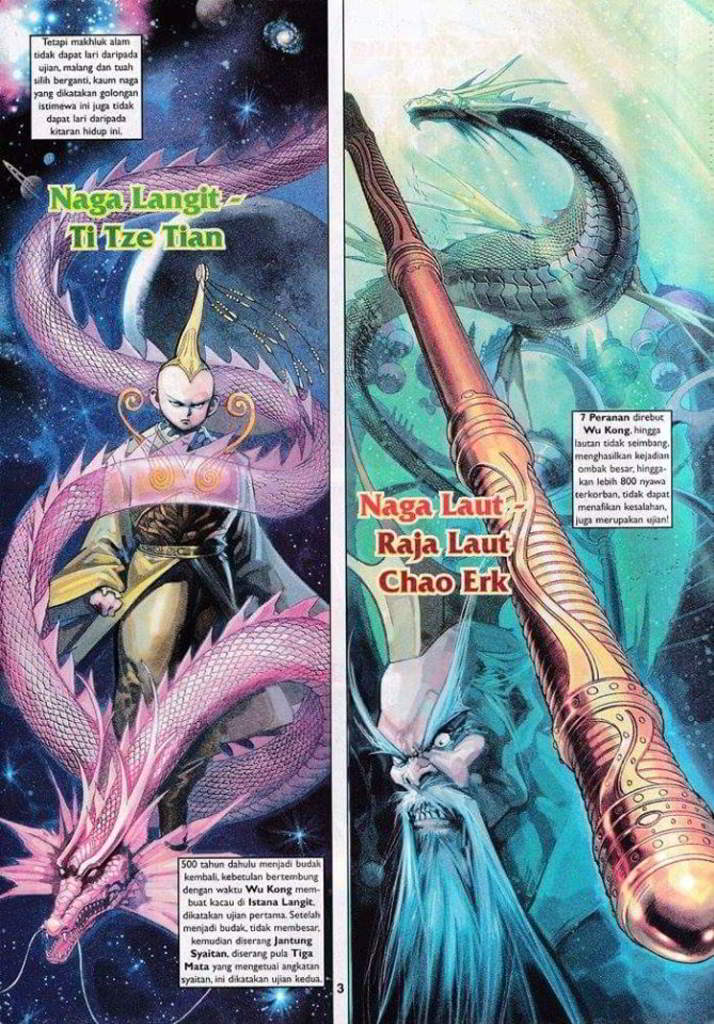 Tetapi makhluk alam
tidak dapat lari daripada
ujian, malang dan tuah
silih berganti, kaum naga
yang dikatakan golongan
istimewa ini juga tidak
dapat lari daripada
kitaran hidup ini.
Naga Langit -
Ti Tze Tian
500 tahun dahulu menjadi budak
kembali, kebetulan bertembung
dengan waktu Wu Kong mem-
buat kacau di Istana Langit,
dikatakan ujian pertama. Setelah
menjadi budak, tidak membesar,
kemudian diserang Jantung
Syaitan, diserang pula Tiga
Mata yang mengetuai angkatan
syaitan, ini dikatakan ujian kedua.
7 Peranan direbut
Wu Kong, hingga
lautan tidak seimbang,
menghasilkan kejadian
ombak besar, hingga-
kan lebih 800 nyawa
terkorban, tidak dapat
menafikan kesalahan,
juga merupakan ujian!
Naga Laut -
Raja Laut
Chao Erk
3